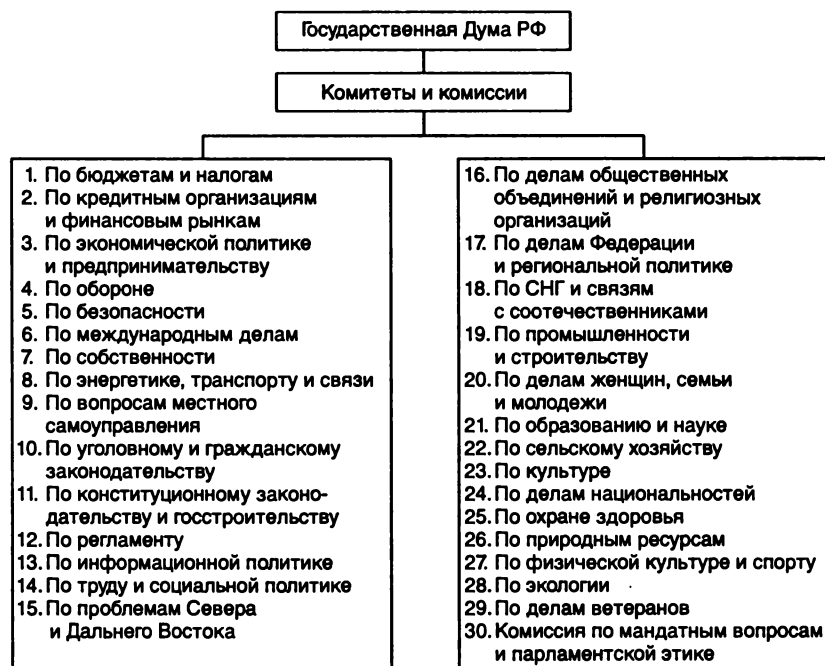 Государственная Дума РФ
Комитеты и комиссии
1. По бюджетам и налогам
2. По кредитным организациям
и финансовым рынкам
3. По экономической политике
и предпринимательству
4. По обороне
5. По безопасности
6. По международным делам
7. По собственности
8. По энергетике, транспорту и связи
9. По вопросам местного
самоуправления
10. По уголовному и гражданскому
законодательству
11. По конституционному законо-
дательству и госстроительству
12. По регламенту
13. По информационной политике
14. По труду и социальной политике
15. По проблемам Севера
и Дальнего Востока
16. По делам общественных
объединений и религиозных
организаций
17. По делам Федерации
и региональной политике
18. По СНГ и связям
с соотечественниками
19. По промышленности
и строительству
20. По делам женщин, семьи
и молодежи
21. По образованию и науке
22. По сельскому хозяйству
23. По культуре
24. По делам национальностей
25. По охране здоровья
26. По природным ресурсам
27. По физической культуре и спорту
28. По экологии
29. По делам ветеранов
30. Комиссия по мандатным вопросам
и парламентской этике